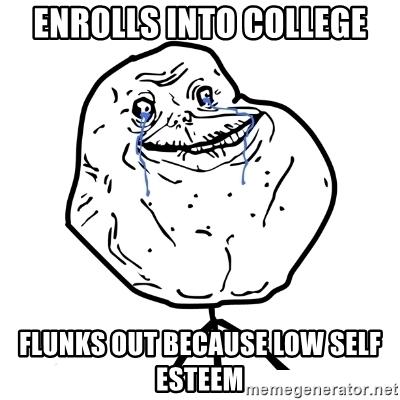 ENROLLS INTO COLLEGE
FLUNKS OUT BECAUSE LOW SELF
ESTEEM
memegenerator.net